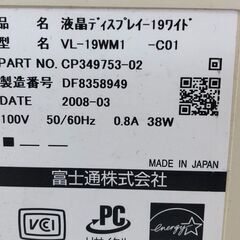 品名 液晶ディスプレイ-19ワイド
型名 VL-19WM1 -C01
PART NO. CP349753-02
製造番号 DF8358949
DATE 2008-03
100V 50/60Hz 0.8A 38W
MADE IN JAPAN
富士通株式会社
VCCI
PC
energy